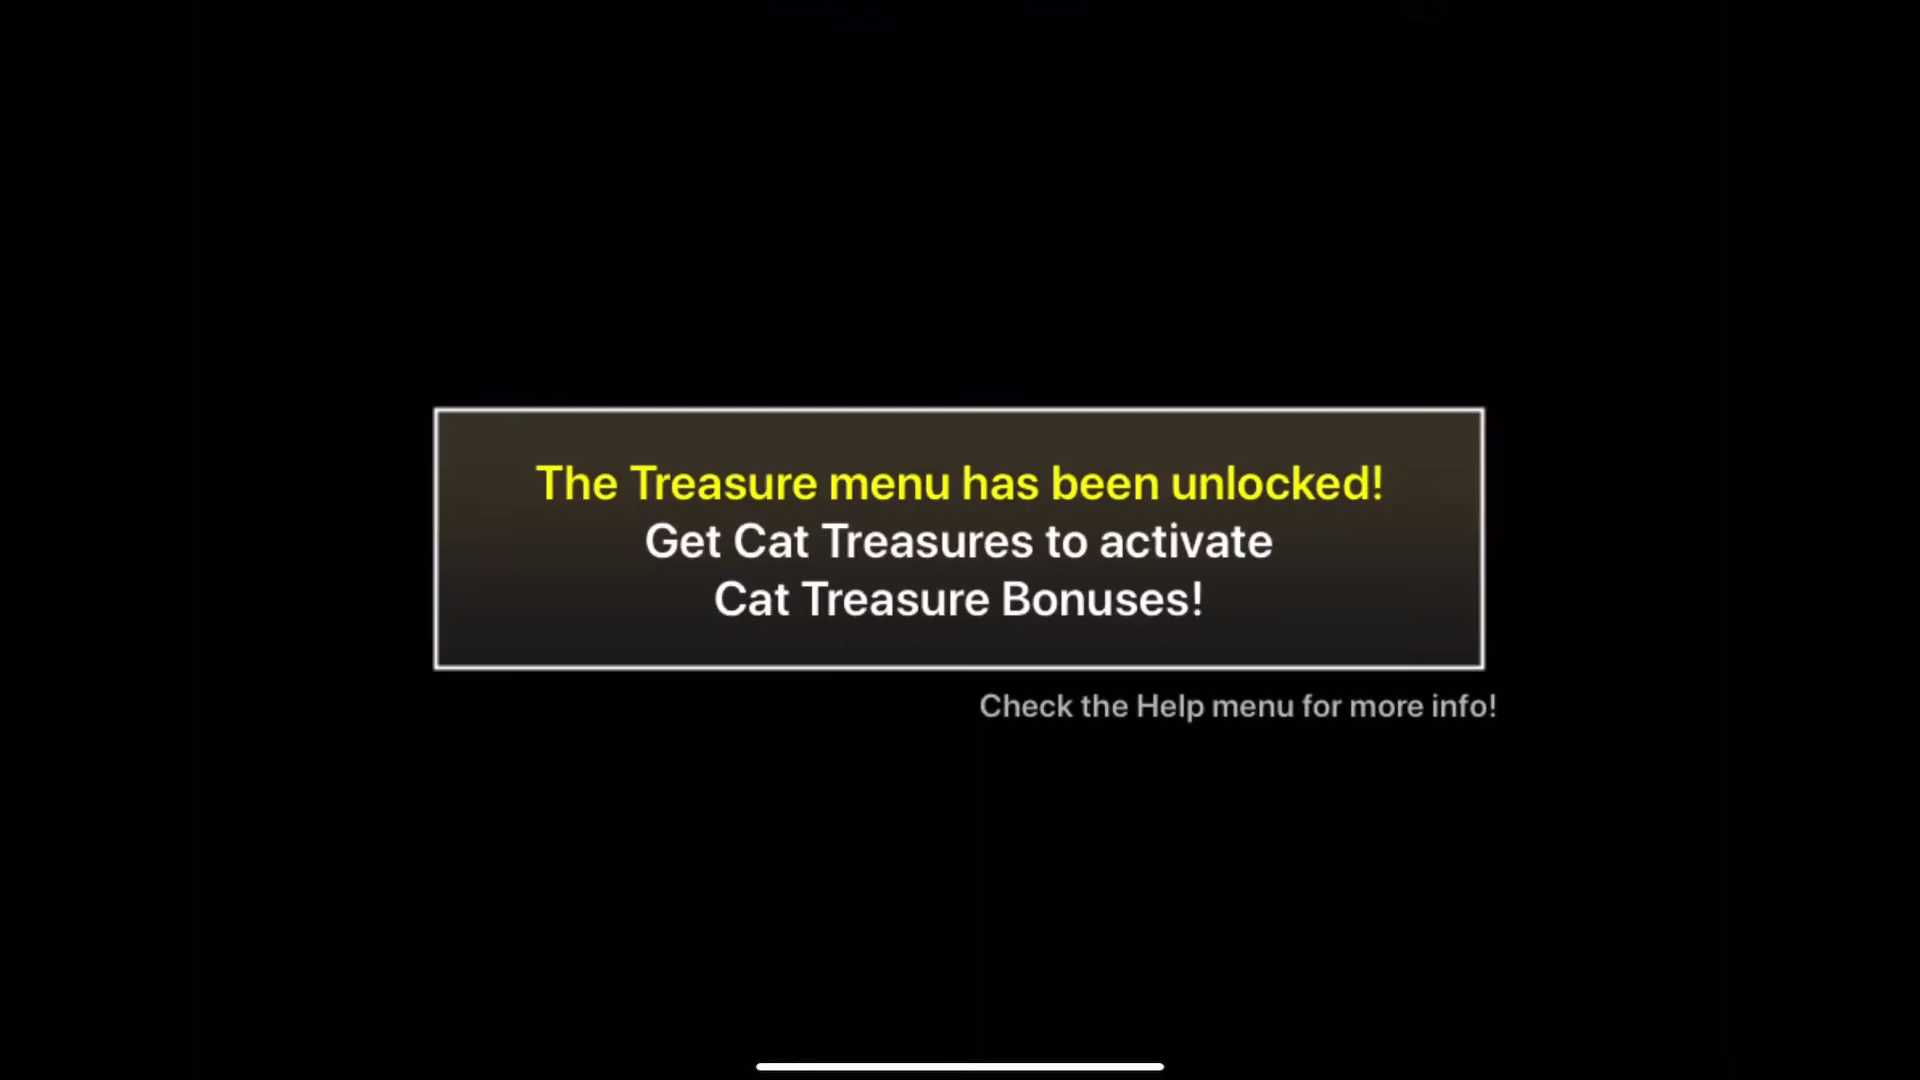 The Treasure menu has been unlocked!
Get Cat Treasures to activate
Cat Treasure Bonuses!
Check the Help menu for more info!